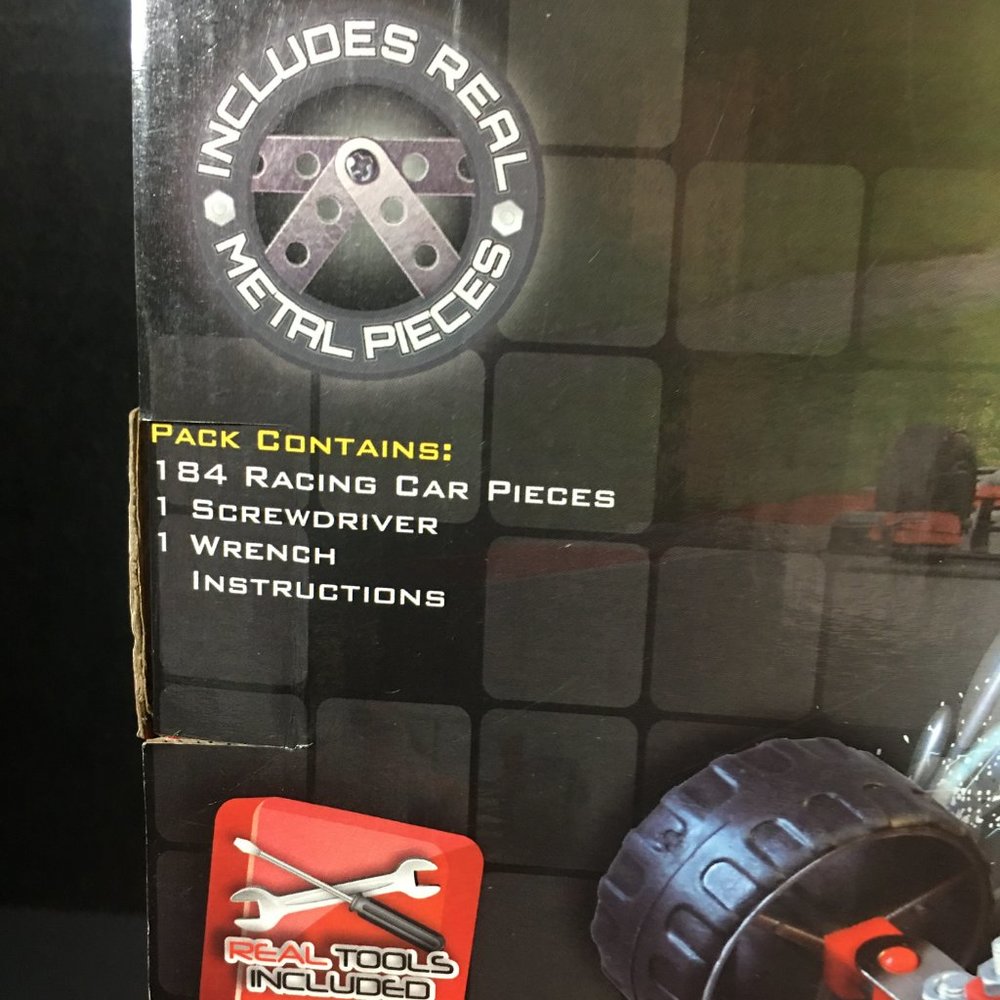 INCLUDES REAL
METAL PIECES
PACK CONTAINS:
184 RACING CAR PIECES
1 SCREWDRIVER
1 WRENCH
INSTRUCTIONS
REAL TOOLS
INCLUDED